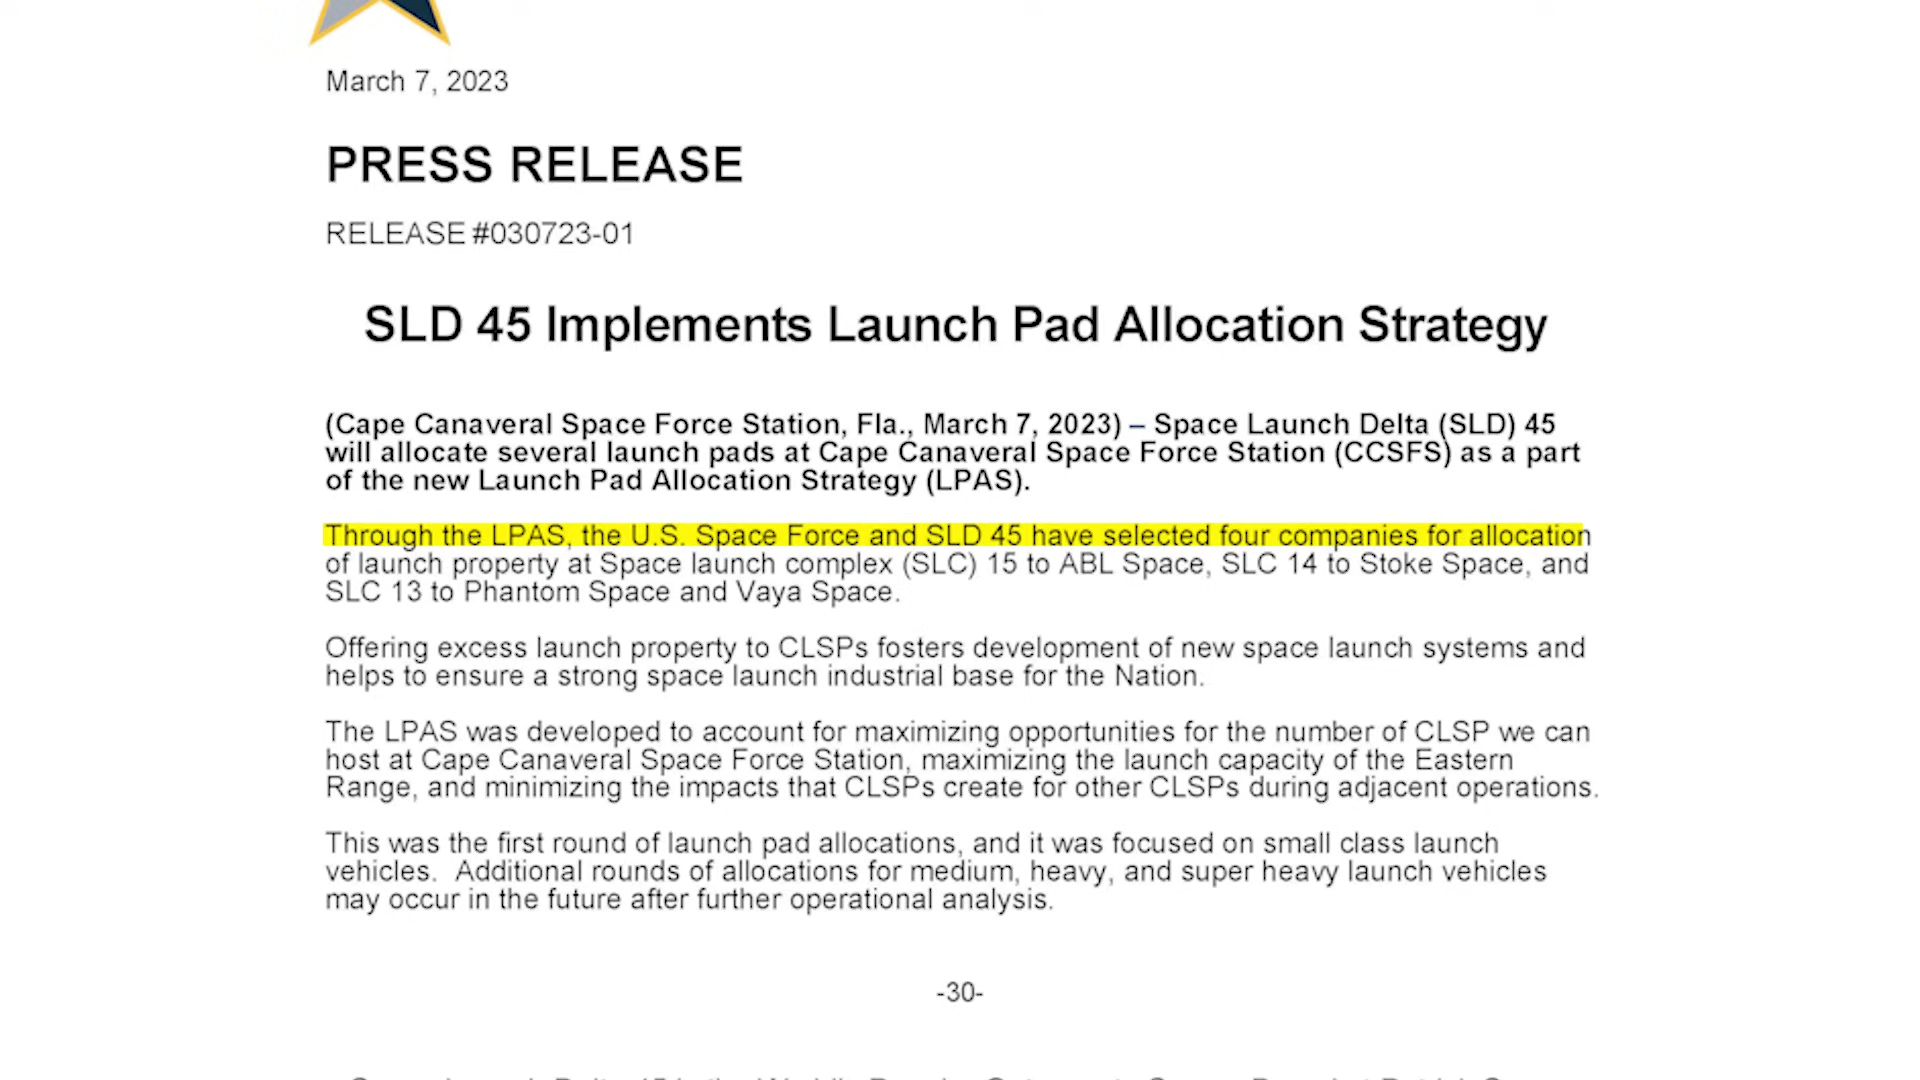 March 7, 2023
PRESS RELEASE
RELEASE #030723-01
SLD 45 Implements Launch Pad Allocation Strategy
(Cape Canaveral Space Force Station, Fla., March 7, 2023) – Space Launch Delta (SLD) 45
will allocate several launch pads at Cape Canaveral Space Force Station (CCSFS) as a part
of the new Launch Pad Allocation Strategy (LPAS).
Through the LPAS, the U.S. Space Force and SLD 45 have selected four companies for allocation
of launch property at Space launch complex (SLC) 15 to ABL Space, SLC 14 to Stoke Space, and
SLC 13 to Phantom Space and Vaya Space.
Offering excess launch property to CLSPs fosters development of new space launch systems and
helps to ensure a strong space launch industrial base for the Nation.
The LPAS was developed to account for maximizing opportunities for the number of CLSP we can
host at Cape Canaveral Space Force Station, maximizing the launch capacity of the Eastern
Range, and minimizing the impacts that CLSPs create for other CLSPs during adjacent operations.
This was the first round of launch pad allocations, and it was focused on small class launch
vehicles.  Additional rounds of allocations for medium, heavy, and super heavy launch vehicles
may occur in the future after further operational analysis.
-30-